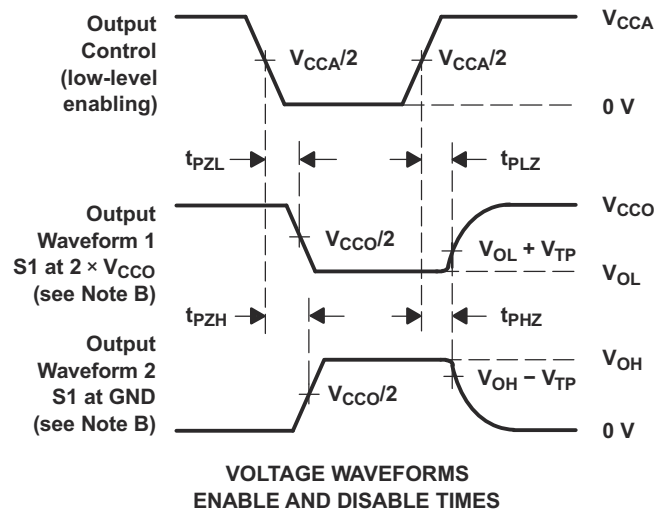 Output
Control
(low-level
enabling)
VCCA/2
VCCA/2
VCCA
0 V
tPZL
tPLZ
Output
Waveform 1
S1 at 2 × VCCO
(see Note B)
VCCO/2
VCCO
VOL + VTP
VOL
tPZH
tPHZ
Output
Waveform 2
S1 at GND
(see Note B)
VCCO/2
VOH
VOH − VTP
0 V
VOLTAGE WAVEFORMS
ENABLE AND DISABLE TIMES